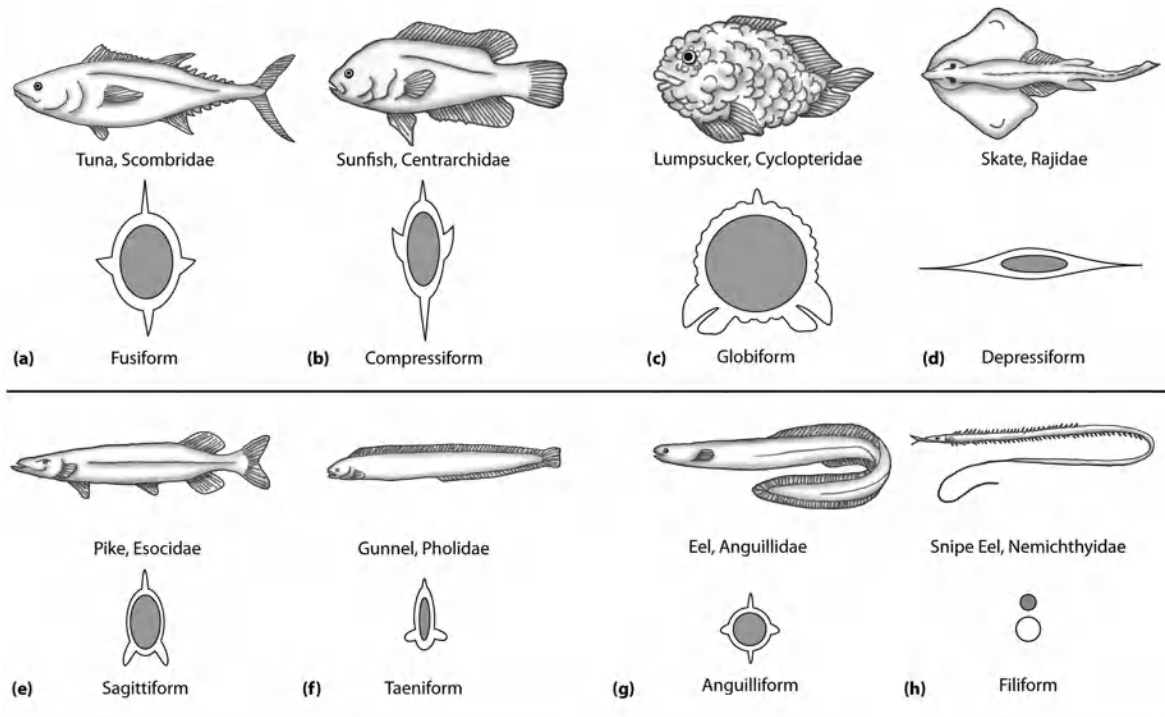 Tuna, Scombridae
Sunfish, Centrarchidae
Lumpsucker, Cyclopteridae
Skate, Rajidae
(a) Fusiform
(b) Compressiform
(c) Globiform
(d) Depressiform
Pike, Esocidae
Gunnel, Pholidae
Eel, Anguillidae
Snipe Eel, Nemichthyidae
(e) Sagittiform
(f) Taeniform
(g) Anguilliform
(h) Filiform